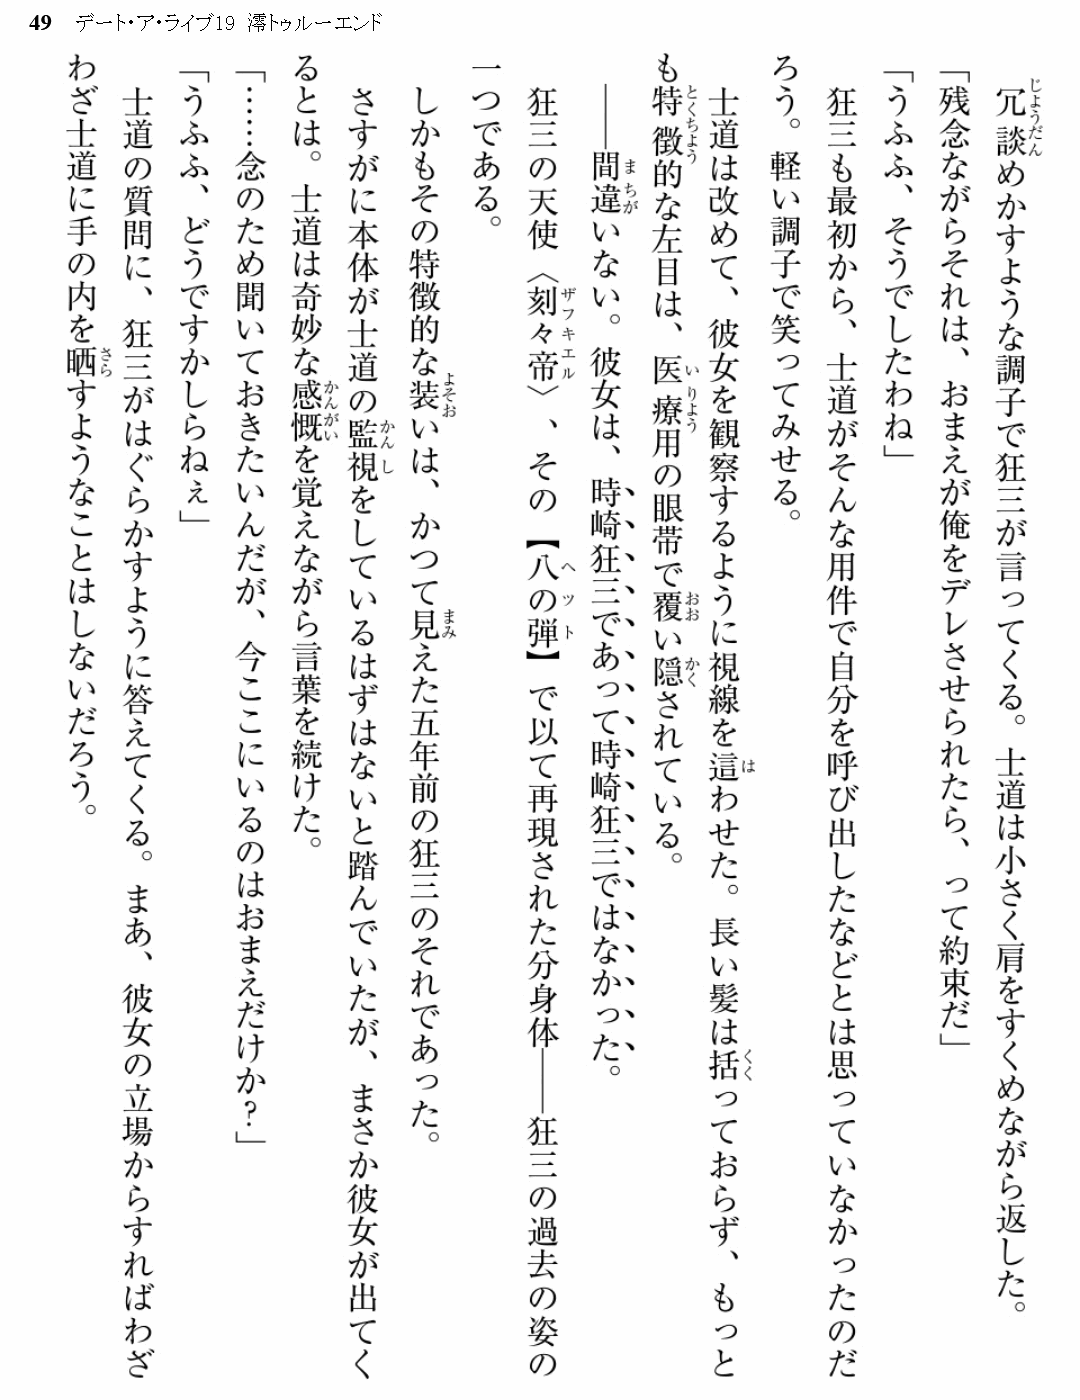 49 デート・ア・ライブ19 澪トゥルーエンド
冗談めかすような調子で狂三が言ってくる。士道は小さく肩をすくめながら返した。
「残念ながらそれは、おまえが俺をデレさせられたら、って約束だ」
「うふふ、そうでしたわね」
狂三も最初から、士道がそんな用件で自分を呼び出したなどとは思っていなかったのだ
ろう。軽い調子で笑ってみせる。
士道は改めて、彼女を観察するように視線を這わせた。長い髪は括っておらず、もっと
も特徴的な左目は、医療用の眼帯で覆い隠されている。
――間違いない。彼女は、時崎狂三であって時崎狂三ではなかった。
狂三の天使〈刻々帝〉、その【八の弾】で以て再現された分身体――狂三の過去の姿の
一つである。
しかもその特徴的な装いは、かつて見えた五年前の狂三のそれであった。
さすがに本体が士道の監視をしているはずはないと踏んでいたが、まさか彼女が出てく
るとは。士道は奇妙な感慨を覚えながら言葉を続けた。
「……念のため聞いておきたいんだが、今ここにいるのはおまえだけか?」
「うふふ、どうですかしらねぇ」
士道の質問に、狂三がはぐらかすように答えてくる。まあ、彼女の立場からすればわざ
わざ士道に手の内を晒すようなことはしないだろう。